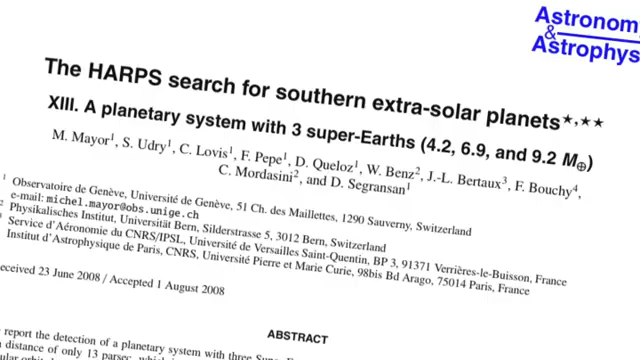 Astronom
&
Astrophys
The HARPS search for southern extra-solar planets★,★★
XIII. A planetary system with 3 super-Earths (4.2, 6.9, and 9.2 M⊕)
M. Mayor¹, S. Udry¹, C. Lovis¹, F. Pepe¹, D. Queloz¹, W. Benz², J.-L. Bertaux³, F. Bouchy⁴,
C. Mordasini², and D. Segransan¹
¹ Observatoire de Genève, Université de Genève, 51 Ch. des Maillettes, 1290 Sauverny, Switzerland
e-mail: michel.mayor@obs.unige.ch
² Physikalisches Institut, Universität Bern, Silderstrasse 5, 3012 Bern, Switzerland
Service d'Aéronomie du CNRS/IPSL, Université de Versailles Saint-Quentin, BP 3, 91371 Verrières-le-Buisson, France
Institut d'Astrophysique de Paris, CNRS, Université Pierre et Marie Curie, 98bis Bd Arago, 75014 Paris, France
eceived 23 June 2008 / Accepted 1 August 2008
ABSTRACT
report the detection of a planetary system with three
distance of only 13 parsec, which